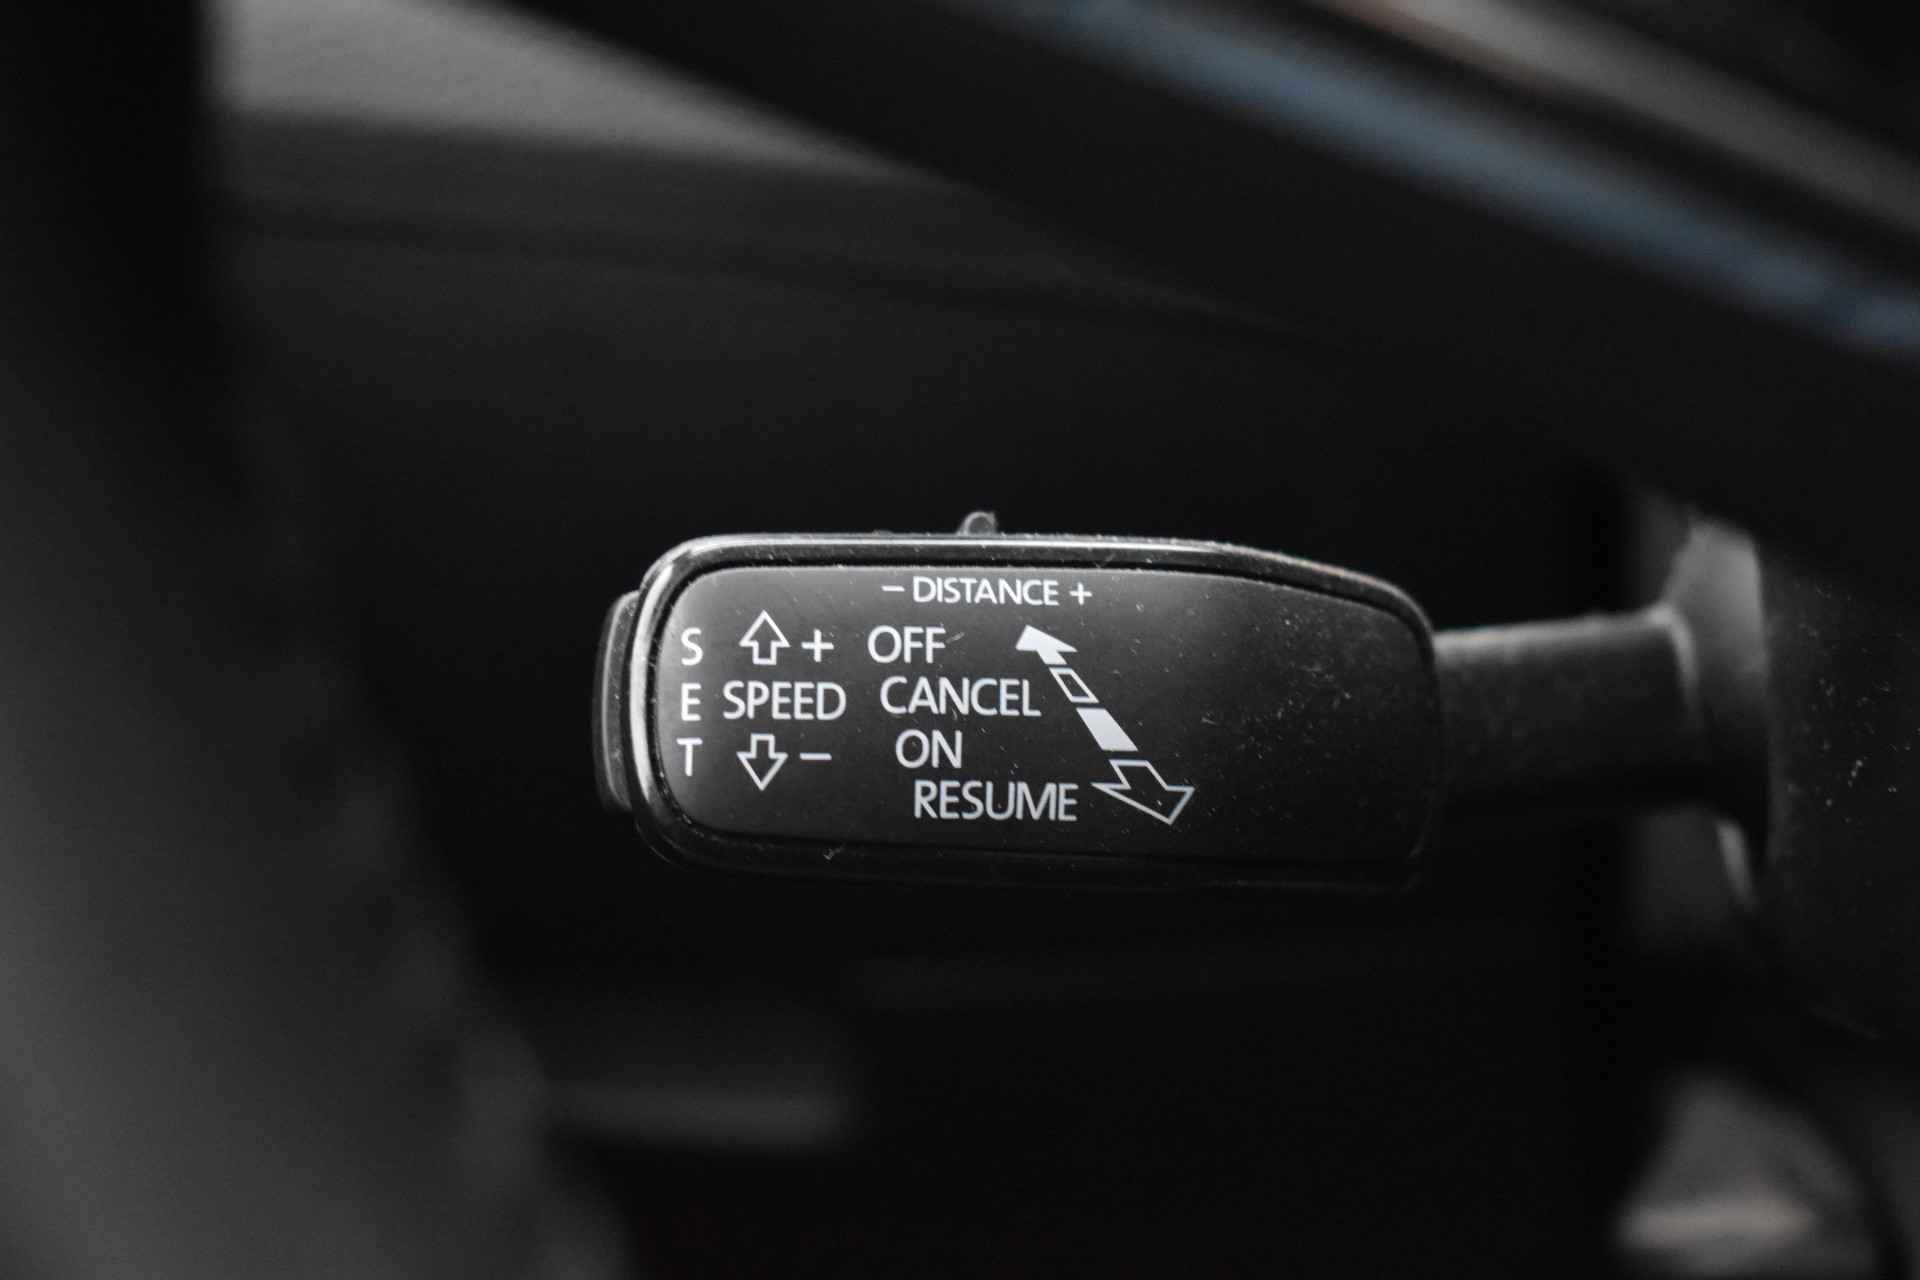 - DISTANCE +
S + OFF
E SPEED CANCEL
T - ON
RESUME